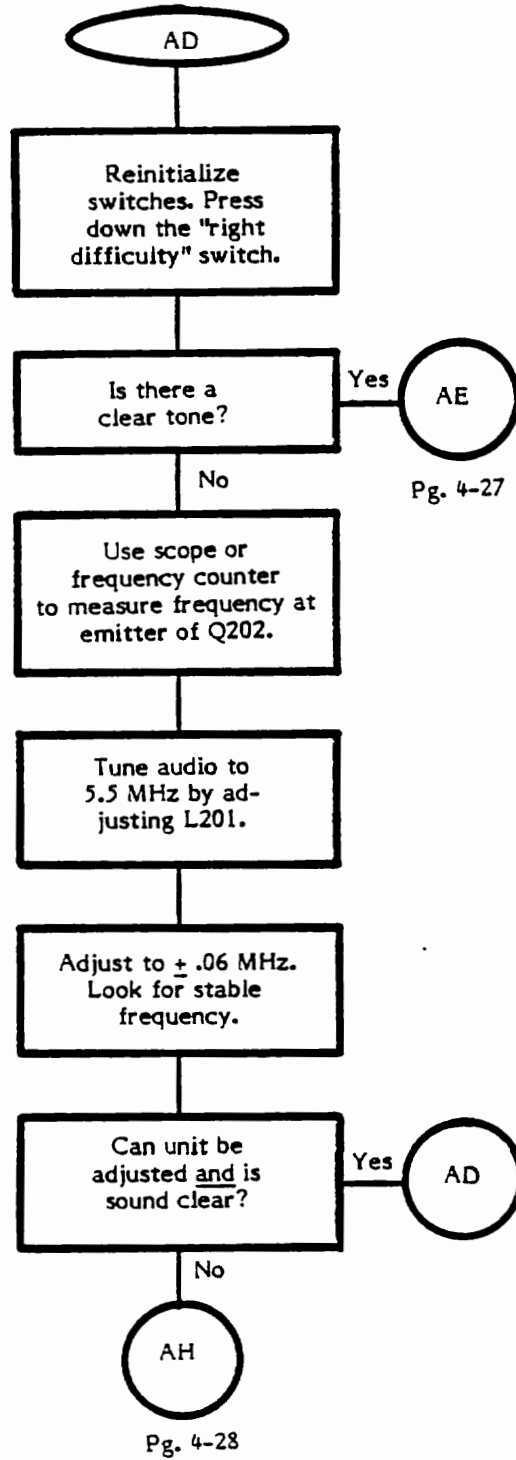 AD
Reinitialize
switches. Press
down the "right
difficulty" switch.
Is there a
clear tone?
Yes
AE
Pg. 4-27
No
Use scope or
frequency counter
to measure frequency at
emitter of Q202.
Tune audio to
5.5 MHz by ad-
justing L201.
Adjust to ± .06 MHz.
Look for stable
frequency.
Can unit be
adjusted and is
sound clear?
Yes
AD
No
AH
Pg. 4-28